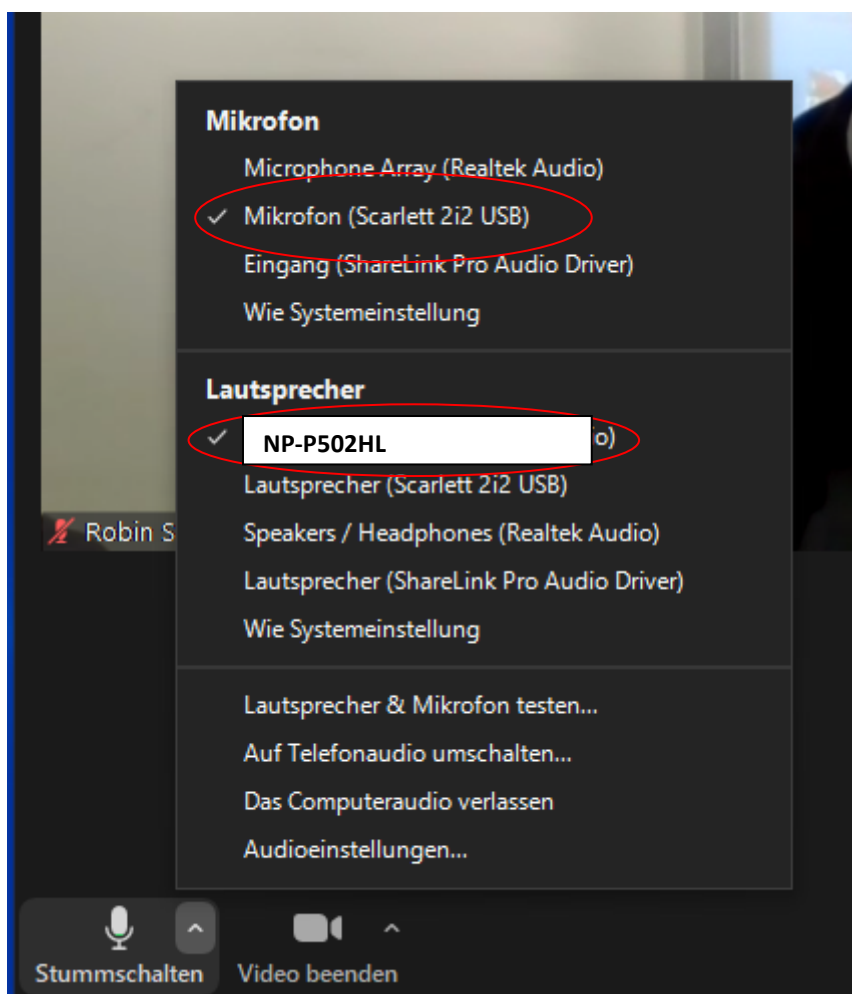 Mikrofon
Microphone Array (Realtek Audio)
Mikrofon (Scarlett 2i2 USB)
Eingang (ShareLink Pro Audio Driver)
Wie Systemeinstellung
Lautsprecher
NP-P502HL io)
Lautsprecher (Scarlett 2i2 USB)
Robin S
Speakers / Headphones (Realtek Audio)
Lautsprecher (ShareLink Pro Audio Driver)
Wie Systemeinstellung
Lautsprecher & Mikrofon testen...
Auf Telefonaudio umschalten...
Das Computeraudio verlassen
Audioeinstellungen...
Stummschalten
Video beenden